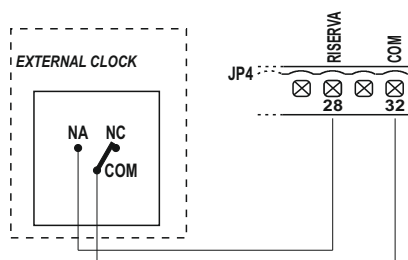 EXTERNAL CLOCK
NA NC
COM
RISERVA
COM
JP4
28 32